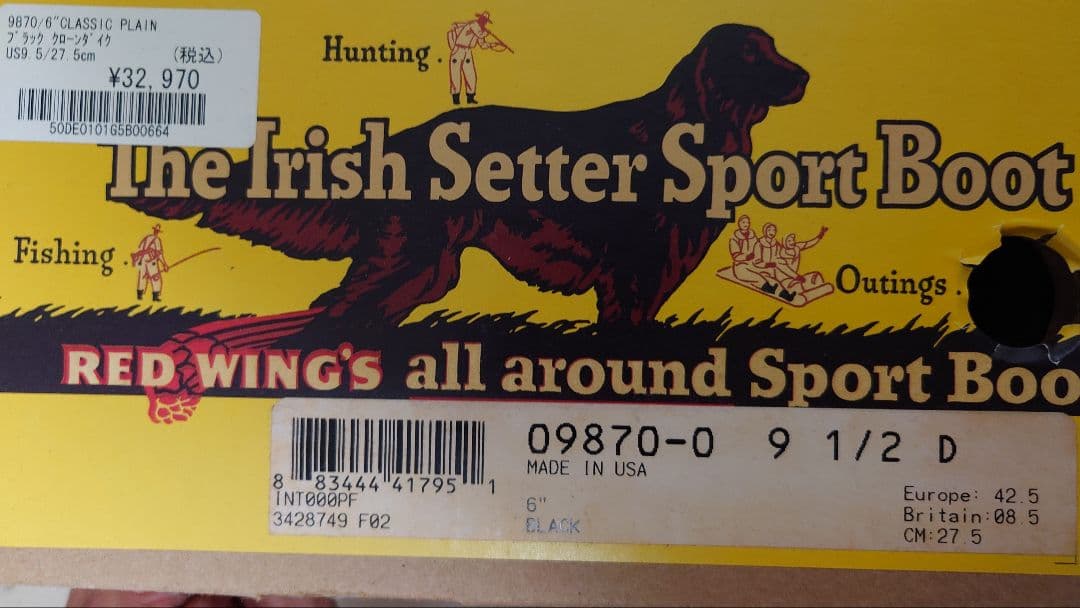 9870/6"CLASSIC PLAIN
ブラック クローンダイク
US9.5/27.5cm (税込)
¥32,970
50DE0101G5B00664
Hunting.
The Irish Setter Sport Boot
Fishing.
Outings.
RED WING'S all around Sport Boo
09870-0 9 1/2 D
MADE IN USA
8 83444 41795 1
INT000PF
3428749 F02
6"
BLACK
Europe: 42.5
Britain:08.5
CM:27.5